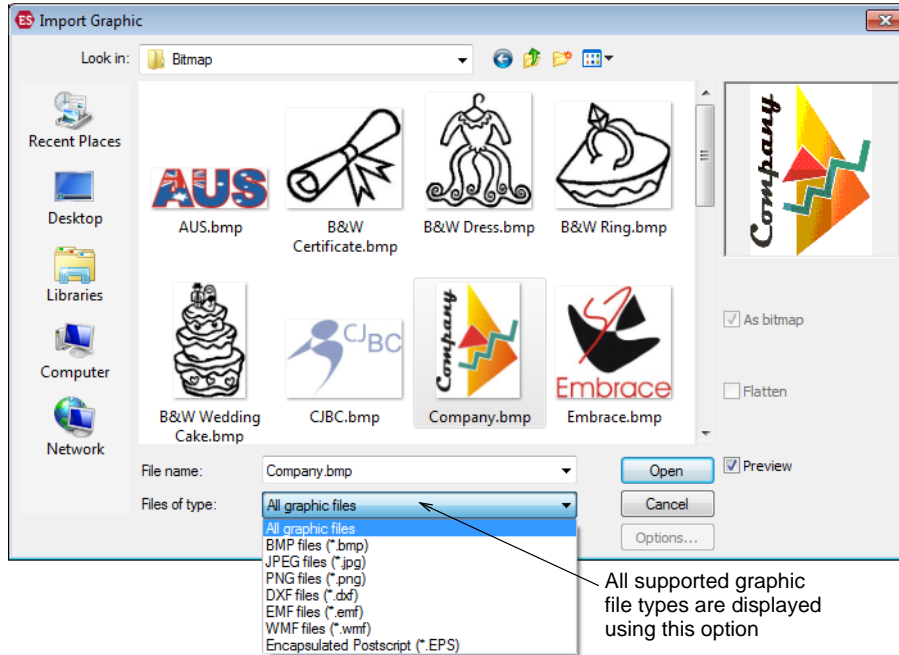 ES Import Graphic
Look in: Bitmap
Recent Places
Desktop
Libraries
Computer
Network
AUS
AUS.bmp
B&W
Certificate.bmp
B&W Dress.bmp
B&W Ring.bmp
B&W Wedding
Cake.bmp
CJBC
CJBC.bmp
Company
Company.bmp
Embrace
Embrace.bmp
Company
As bitmap
Flatten
Preview
File name: Company.bmp
Open
Files of type: All graphic files
Cancel
Options...
All graphic files
BMP files (*.bmp)
JPEG files (*.jpg)
PNG files (*.png)
DXF files (*.dxf)
EMF files (*.emf)
WMF files (*.wmf)
Encapsulated Postscript (*.EPS)
All supported graphic
file types are displayed
using this option